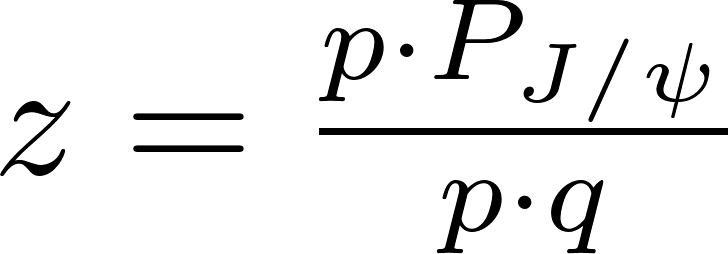 z = \frac{p \cdot P_{J/\psi}}{p \cdot q}